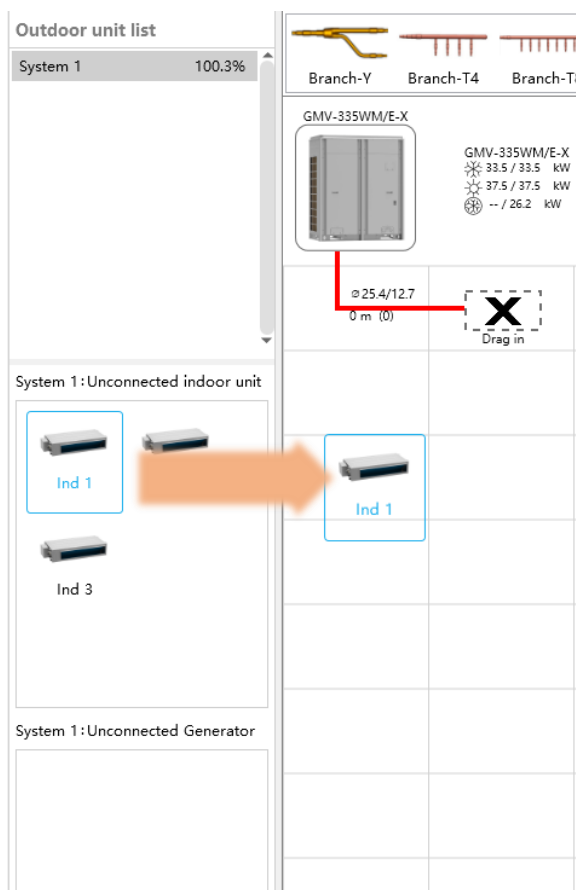 Outdoor unit list
System 1 100.3%
Branch-Y Branch-T4
GMV-335WM/E-X
GMV-335WM/E-X
33.5 / 33.5 kW
37.5 / 37.5 kW
-- / 26.2 kW
⌀25.4/12.7
0 m (0)
Drag in
System 1:Unconnected indoor unit
Ind 1
Ind 1
Ind 3
System 1:Unconnected Generator